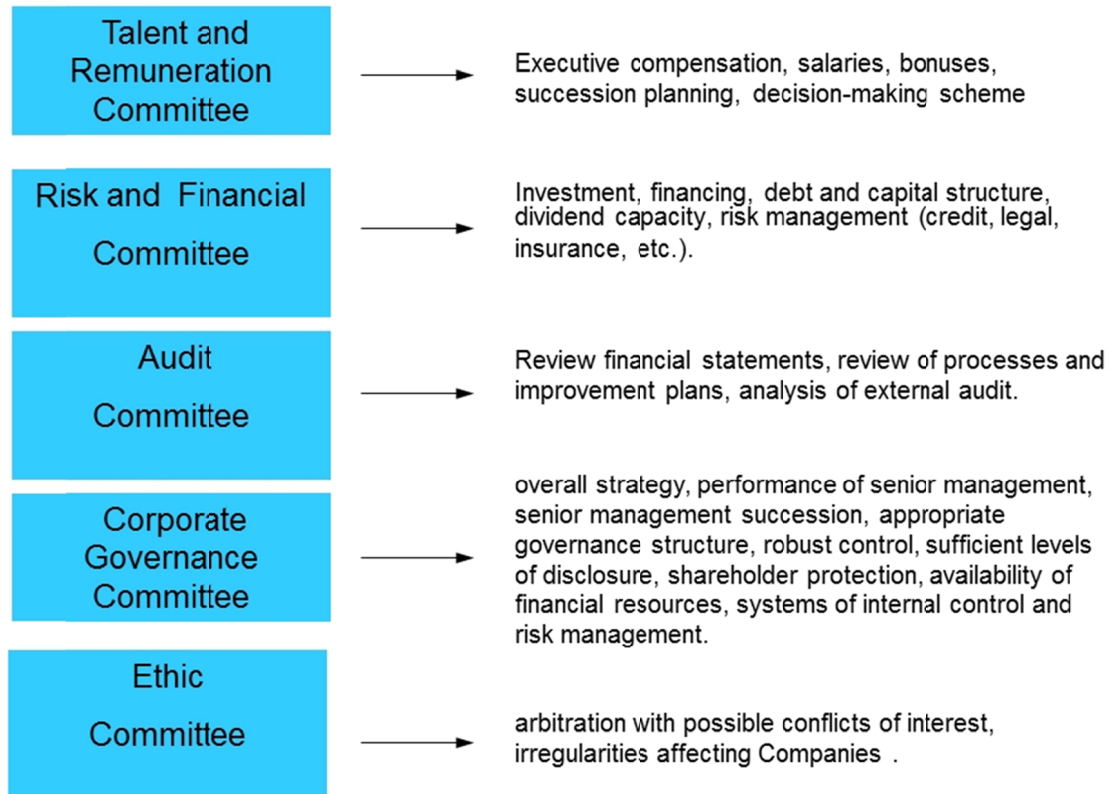 Talent and
Remuneration
Committee
Executive compensation, salaries, bonuses,
succession planning, decision-making scheme
Risk and Financial
Committee
Investment, financing, debt and capital structure,
dividend capacity, risk management (credit, legal,
insurance, etc.).
Audit
Committee
Review financial statements, review of processes and
improvement plans, analysis of external audit.
Corporate
Governance
Committee
overall strategy, performance of senior management,
senior management succession, appropriate
governance structure, robust control, sufficient levels
of disclosure, shareholder protection, availability of
financial resources, systems of internal control and
risk management.
Ethic
Committee
arbitration with possible conflicts of interest,
irregularities affecting Companies .